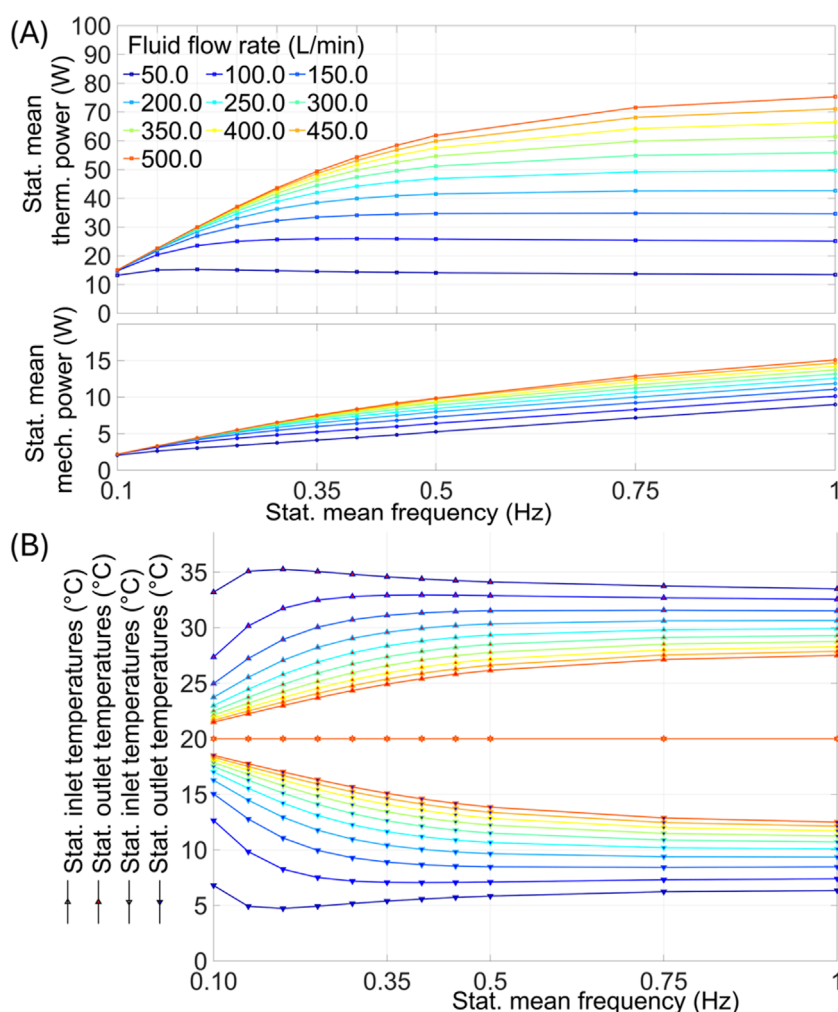 (A)
100
90
80
70
60
50
40
30
20
10
0
Stat. mean
therm. power (W)
Fluid flow rate (L/min)
50.0 100.0 150.0
200.0 250.0 300.0
350.0 400.0 450.0
500.0
15
10
5
0
Stat. mean
mech. power (W)
0.1 0.35 0.5 0.75 1
Stat. mean frequency (Hz)
(B)
Stat. inlet temperatures (°C)
Stat. outlet temperatures (°C)
Stat. inlet temperatures (°C)
Stat. outlet temperatures (°C)
35
30
25
20
15
10
5
0
0.10 0.35 0.5 0.75 1
Stat. mean frequency (Hz)